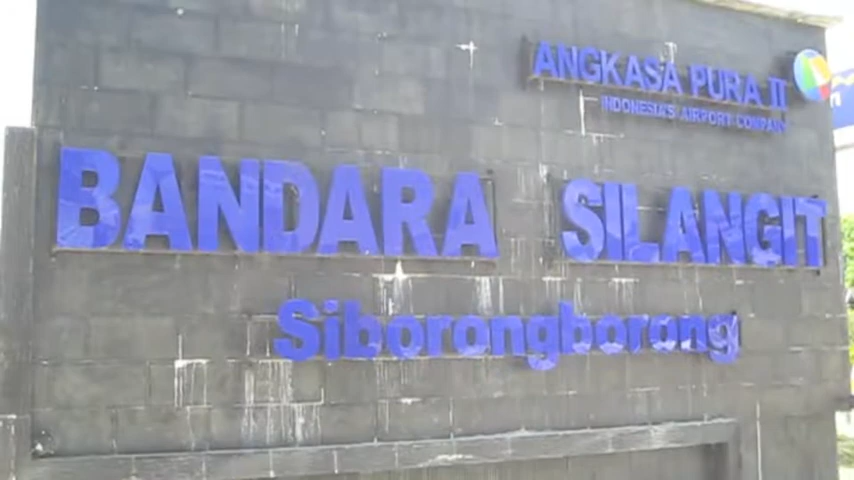 ANGKASA PURA II
INDONESIA'S AIRPORT COMPANY
BANDARA SILANGIT
Siborongborong